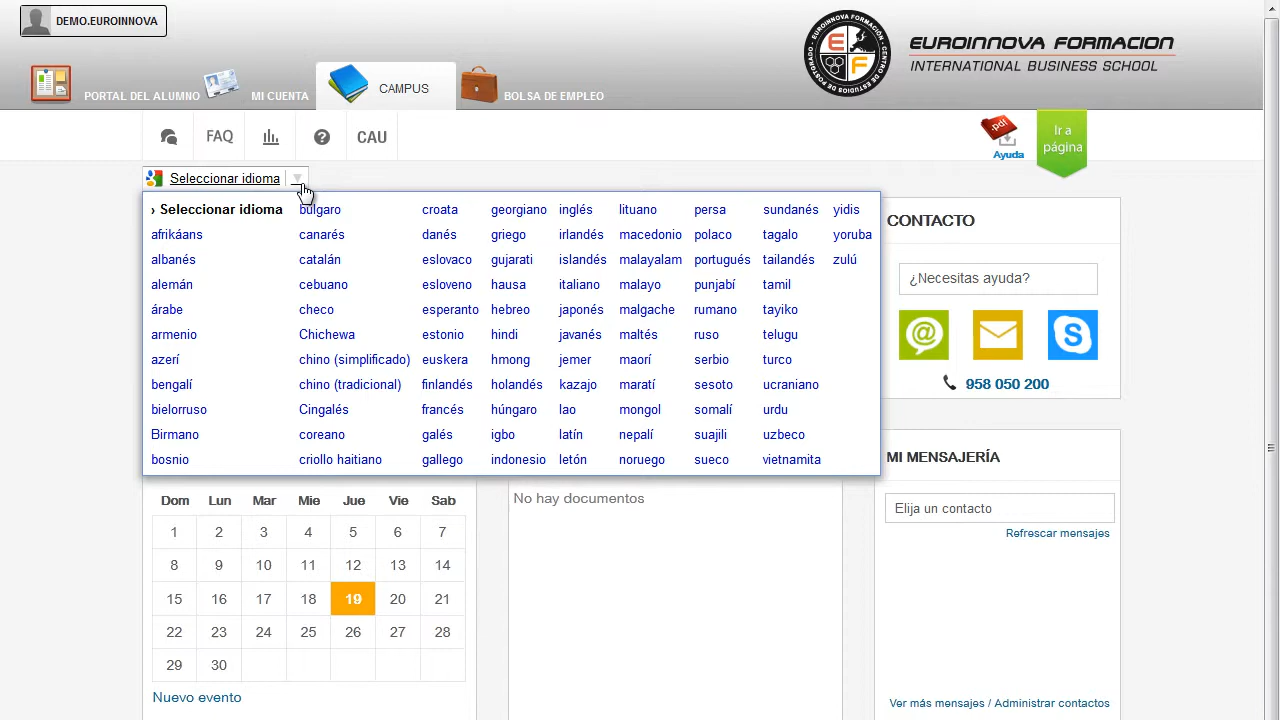 DEMO.EUROINNOVA
EUROINNOVA FORMACIÓN
CENTRO DE ESTUDIOS DE POSTGRADO
E
F
EUROINNOVA FORMACION
INTERNATIONAL BUSINESS SCHOOL
PORTAL DEL ALUMNO
MI CUENTA
CAMPUS
BOLSA DE EMPLEO
FAQ
?
CAU
.pdf
Ayuda
Ir a
página
Seleccionar idioma
› Seleccionar idioma búlgaro croata georgiano inglés lituano persa sundanés yidis
afrikáans canarés danés griego irlandés macedonio polaco tagalo yoruba
albanés catalán eslovaco gujarati islandés malayalam portugués tailandés zulú
alemán cebuano esloveno hausa italiano malayo punjabí tamil
árabe checo esperanto hebreo japonés malgache rumano tayiko
armenio Chichewa estonio hindi javanés maltés ruso telugu
azerí chino (simplificado) euskera hmong jemer maorí serbio turco
bengalí chino (tradicional) finlandés holandés kazajo maratí sesoto ucraniano
bielorruso Cingalés francés húngaro lao mongol somalí urdu
Birmano coreano galés igbo latín nepalí suajili uzbeco
bosnio criollo haitiano gallego indonesio letón noruego sueco vietnamita
CONTACTO
¿Necesitas ayuda?
@
S
958 050 200
MI MENSAJERÍA
Elija un contacto
Refrescar mensajes
Ver más mensajes / Administrar contactos
Dom Lun Mar Mie Jue Vie Sab
1 2 3 4 5 6 7
8 9 10 11 12 13 14
15 16 17 18 19 20 21
22 23 24 25 26 27 28
29 30
Nuevo evento
No hay documentos